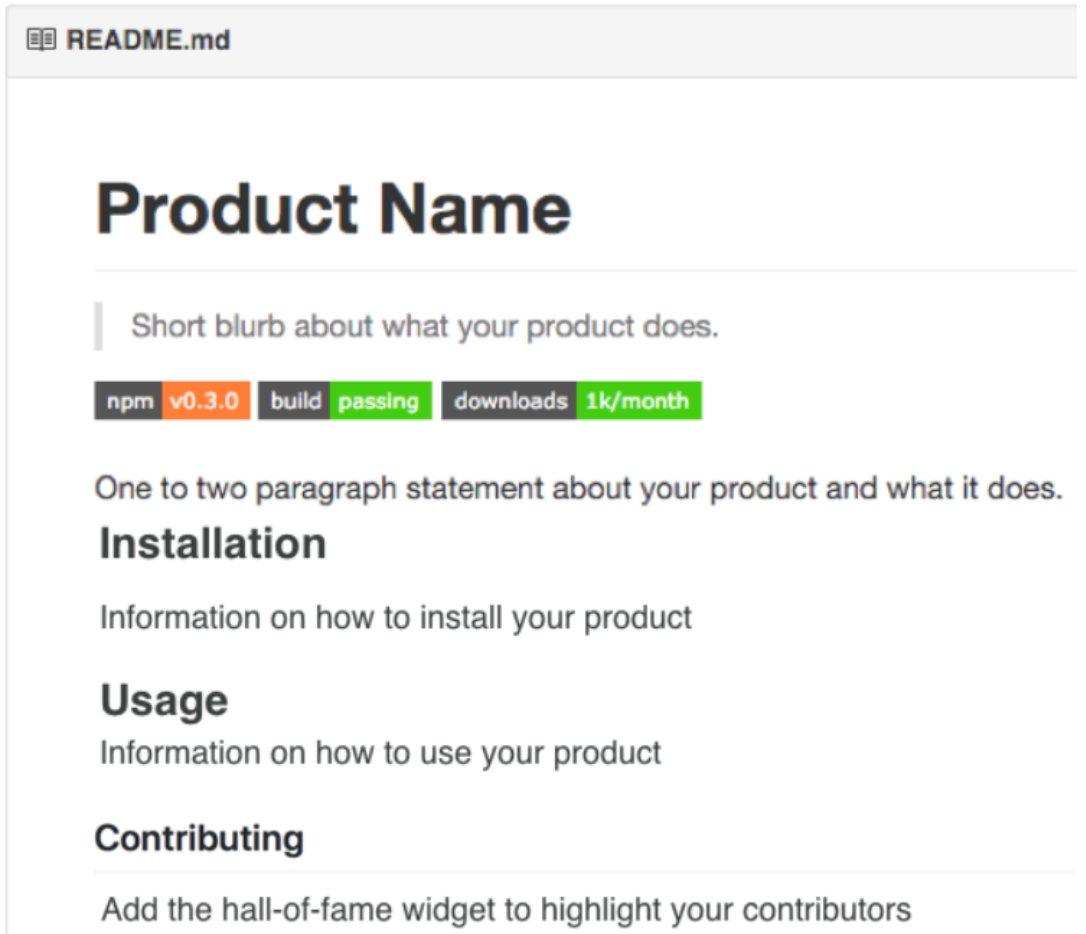 README.md
Product Name
Short blurb about what your product does.
npm v0.3.0 build passing downloads 1k/month
One to two paragraph statement about your product and what it does.
Installation
Information on how to install your product
Usage
Information on how to use your product
Contributing
Add the hall-of-fame widget to highlight your contributors